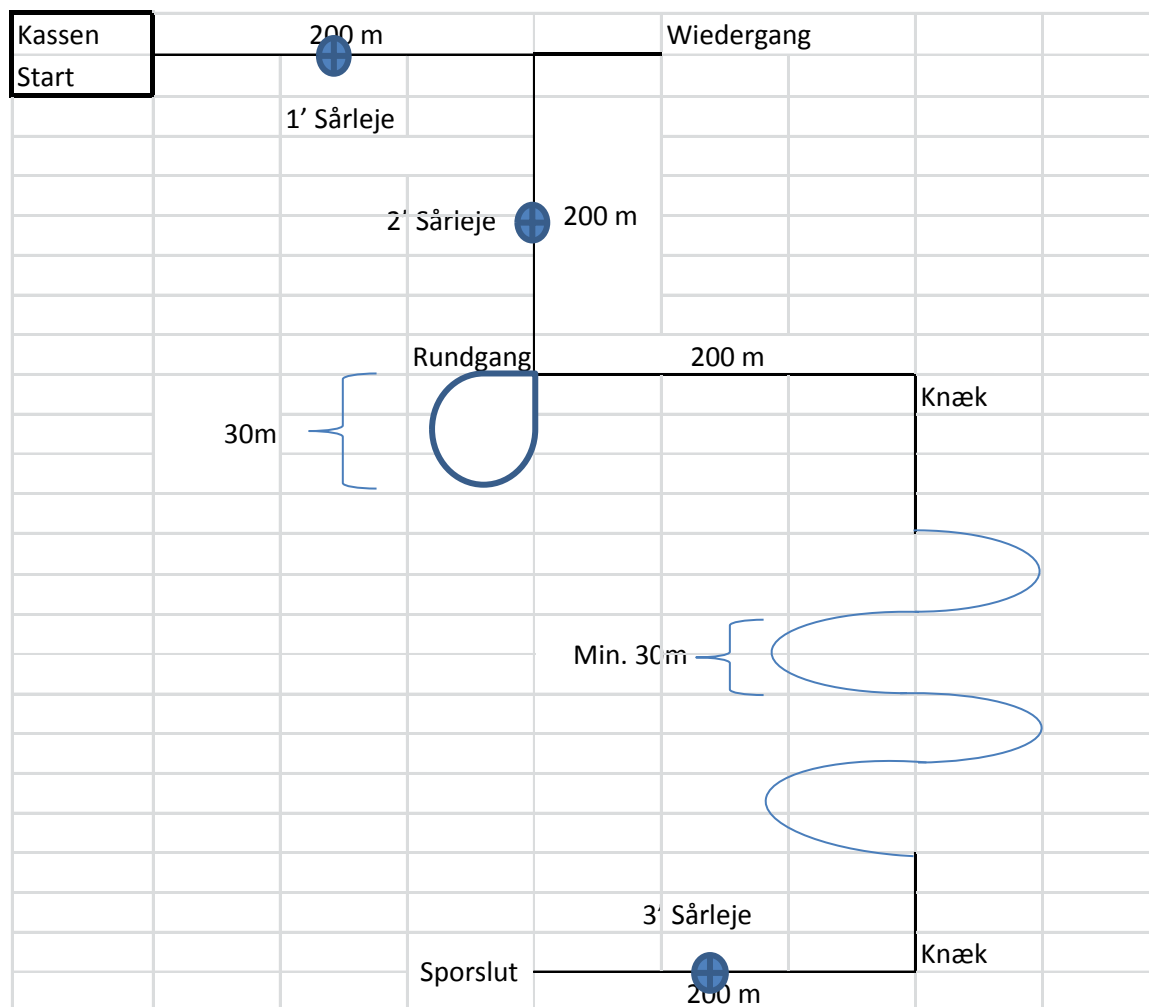 Kassen
200 m
Wiedergang
Start
1’ Sårleje
2’ Sårleje
200 m
Rundgang
200 m
Knæk
30m
Min. 30m
3’ Sårleje
Knæk
Sporslut
200 m